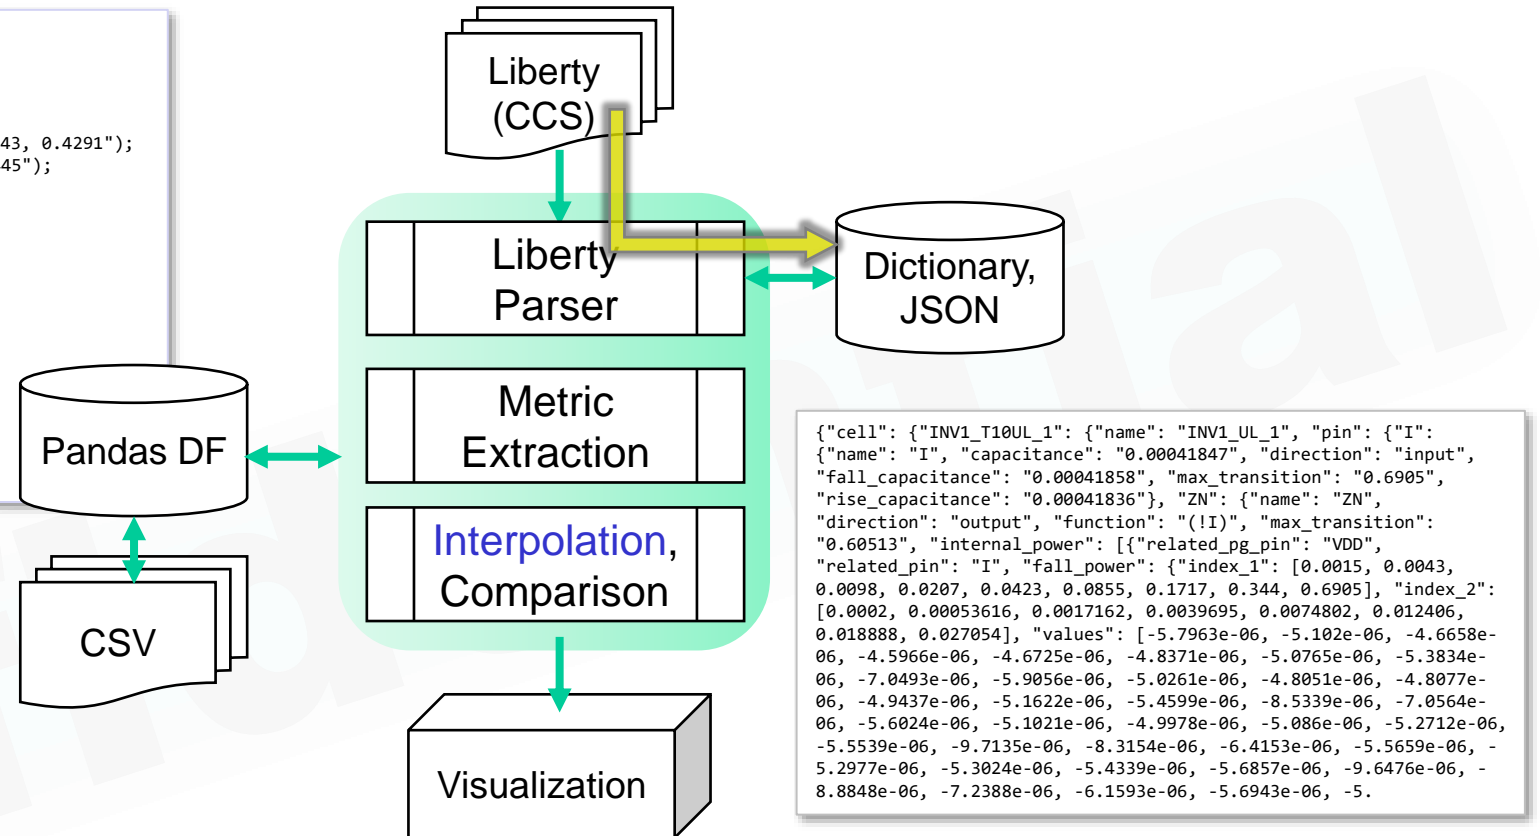 43, 0.4291");
45");
Liberty
(CCS)
Liberty
Parser
Dictionary,
JSON
Metric
Extraction
Pandas DF
Interpolation,
Comparison
CSV
Visualization
{"cell": {"INV1_T10UL_1": {"name": "INV1_UL_1", "pin": {"I":
{"name": "I", "capacitance": "0.00041847", "direction": "input",
"fall_capacitance": "0.00041858", "max_transition": "0.6905",
"rise_capacitance": "0.00041836"}, "ZN": {"name": "ZN",
"direction": "output", "function": "(!I)", "max_transition":
"0.60513", "internal_power": [{"related_pg_pin": "VDD",
"related_pin": "I", "fall_power": {"index_1": [0.0015, 0.0043,
0.0098, 0.0207, 0.0423, 0.0855, 0.1717, 0.344, 0.6905], "index_2":
[0.0002, 0.00053616, 0.0017162, 0.0039695, 0.0074802, 0.012406,
0.018888, 0.027054], "values": [-5.7963e-06, -5.102e-06, -4.6658e-
06, -4.5966e-06, -4.6725e-06, -4.8371e-06, -5.0765e-06, -5.3834e-
06, -7.0493e-06, -5.9056e-06, -5.0261e-06, -4.8051e-06, -4.8077e-
06, -4.9437e-06, -5.1622e-06, -5.4599e-06, -8.5339e-06, -7.0564e-
06, -5.6024e-06, -5.1021e-06, -4.9978e-06, -5.086e-06, -5.2712e-06,
-5.5539e-06, -9.7135e-06, -8.3154e-06, -6.4153e-06, -5.5659e-06, -
5.2977e-06, -5.3024e-06, -5.4339e-06, -5.6857e-06, -9.6476e-06, -
8.8848e-06, -7.2388e-06, -6.1593e-06, -5.6943e-06, -5.